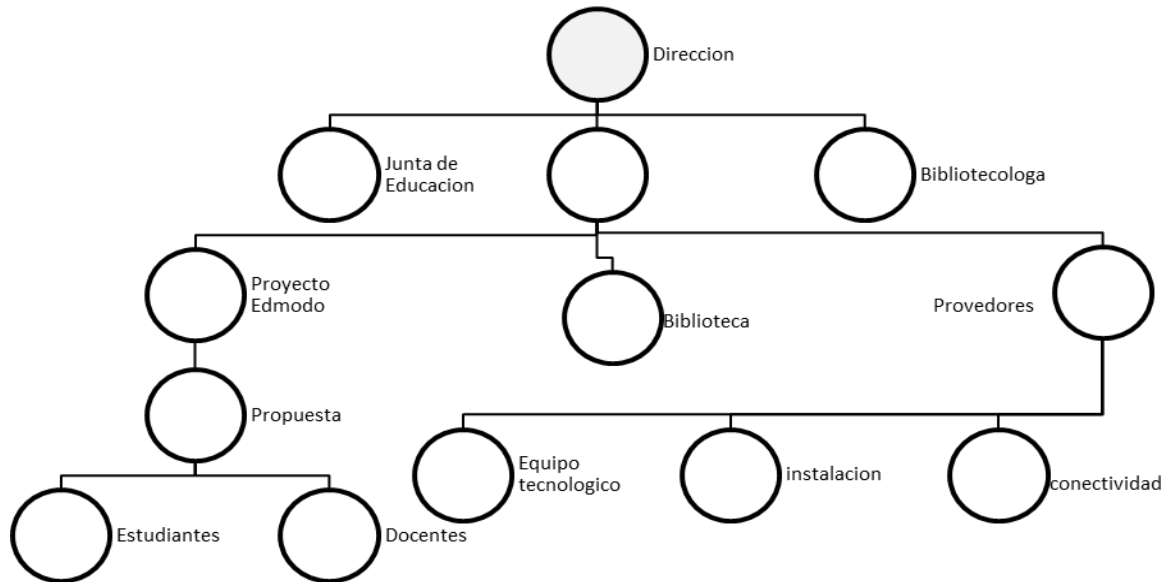 Direccion
Junta de
Educacion
Bibliotecologa
Proyecto
Edmodo
Biblioteca
Provedores
Propuesta
Equipo
tecnologico
instalacion
conectividad
Estudiantes
Docentes